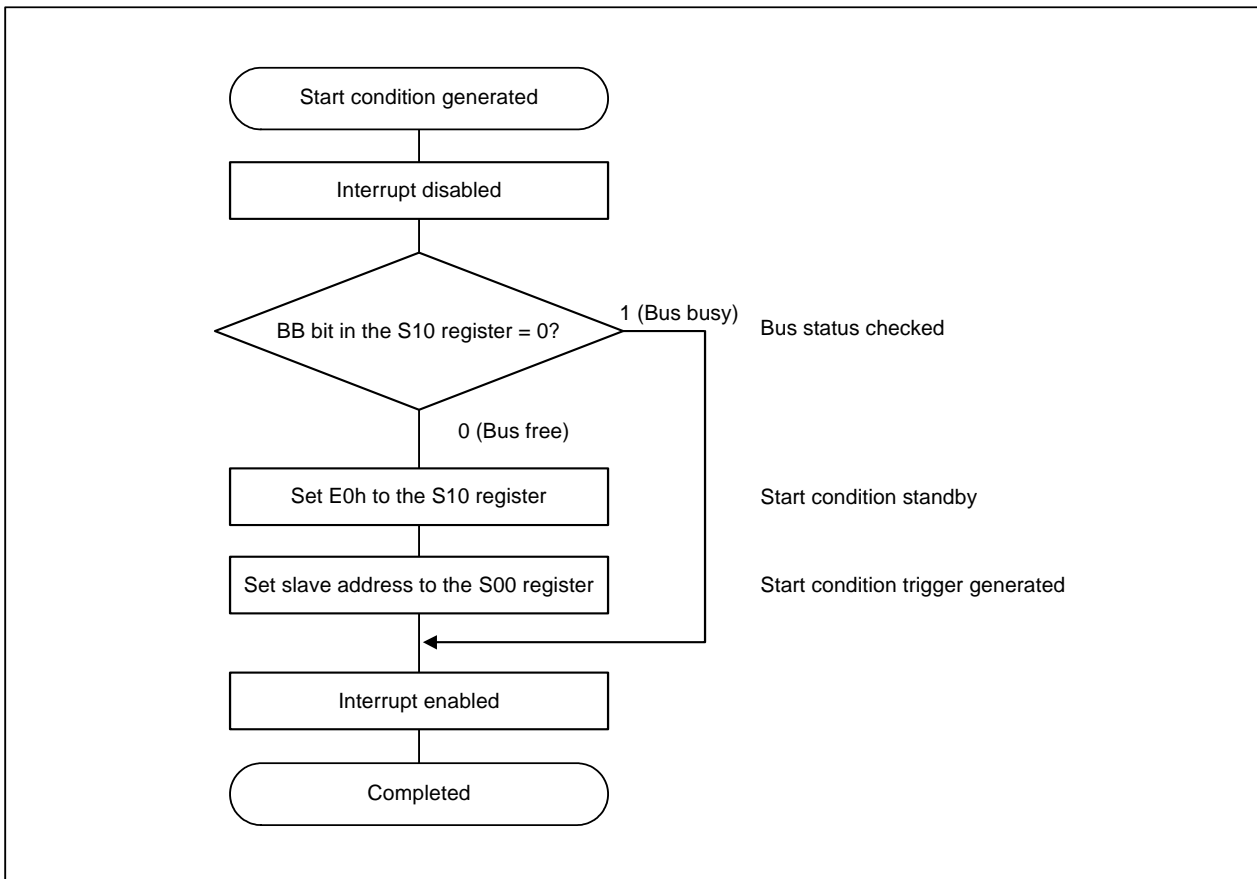 Start condition generated
Interrupt disabled
1 (Bus busy)
BB bit in the S10 register = 0?
Bus status checked
0 (Bus free)
Set E0h to the S10 register
Start condition standby
Set slave address to the S00 register
Start condition trigger generated
Interrupt enabled
Completed